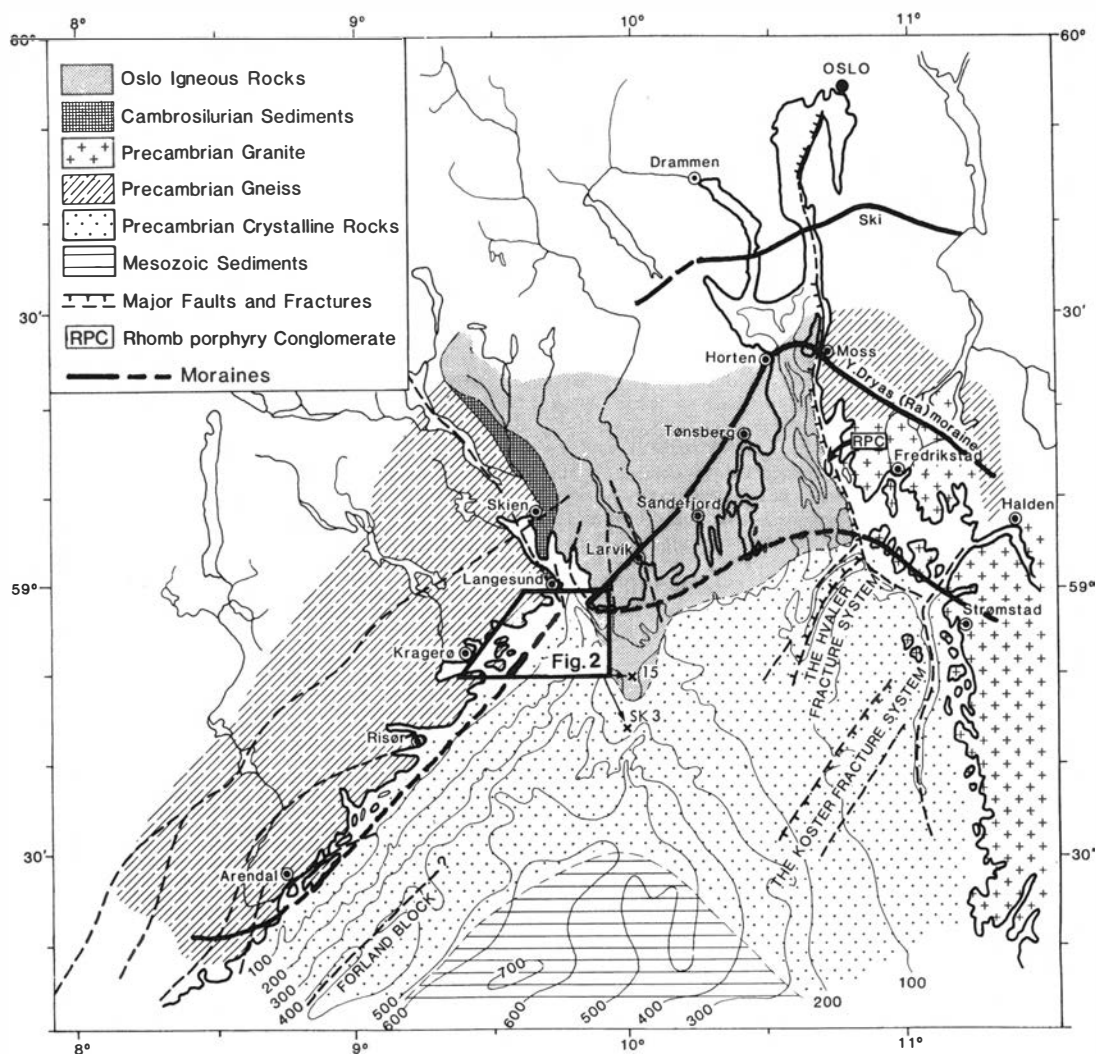 8°
9°
10°
11°
60°
60°
Oslo Igneous Rocks
Cambrosilurian Sediments
Precambrian Granite
Precambrian Gneiss
Precambrian Crystalline Rocks
Mesozoic Sediments
Major Faults and Fractures
RPC Rhomb porphyry Conglomerate
Moraines
OSLO
Drammen
Ski
30'
30'
Horten
Moss
Y. Dryas (Ra) moraine
Tønsberg
RPC
Fredrikstad
Skien
Sandefjord
Halden
Larvik
59°
Langesund
59°
Strømstad
THE HVALER
FRACTURE SYSTEM
Kragerø
Fig. 2
15
SK 3
Risør
THE KOSTER FRACTURE SYSTEM
30'
30'
Arendal
FORLAND BLOCK ?
100
200
300
400
500
600
700
600
500
400
300
200
100
8°
9°
10°
11°